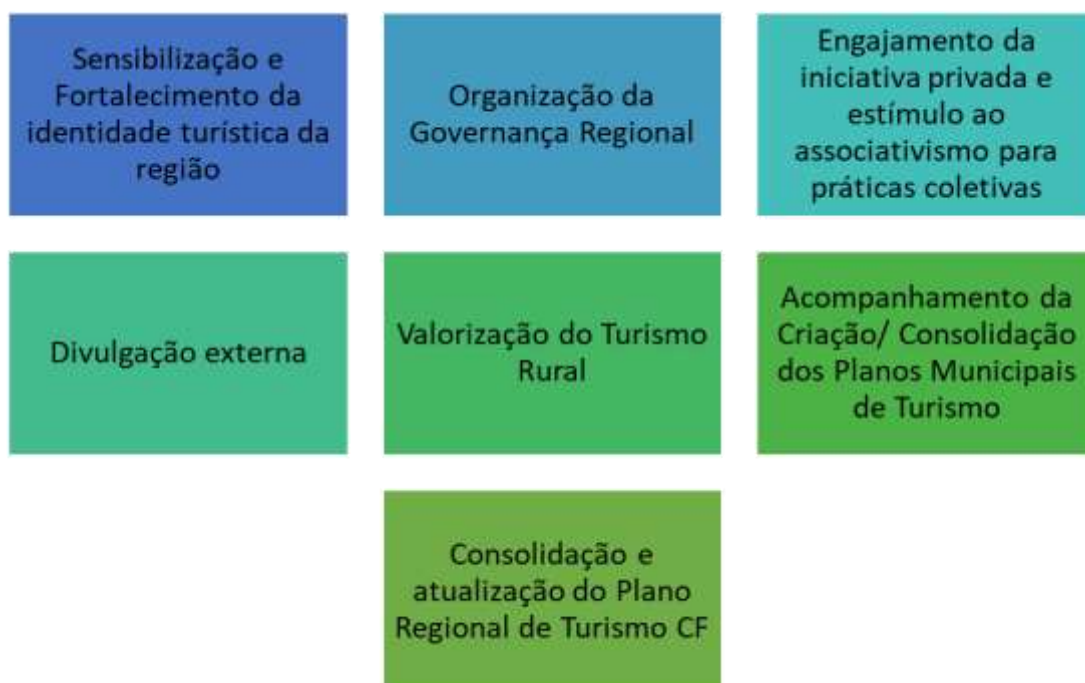 Sensibilização e
Fortalecimento da
identidade turística da
região
Organização da
Governança Regional
Engajamento da
iniciativa privada e
estímulo ao
associativismo para
práticas coletivas
Divulgação externa
Valorização do Turismo
Rural
Acompanhamento da
Criação/ Consolidação
dos Planos Municipais
de Turismo
Consolidação e
atualização do Plano
Regional de Turismo CF